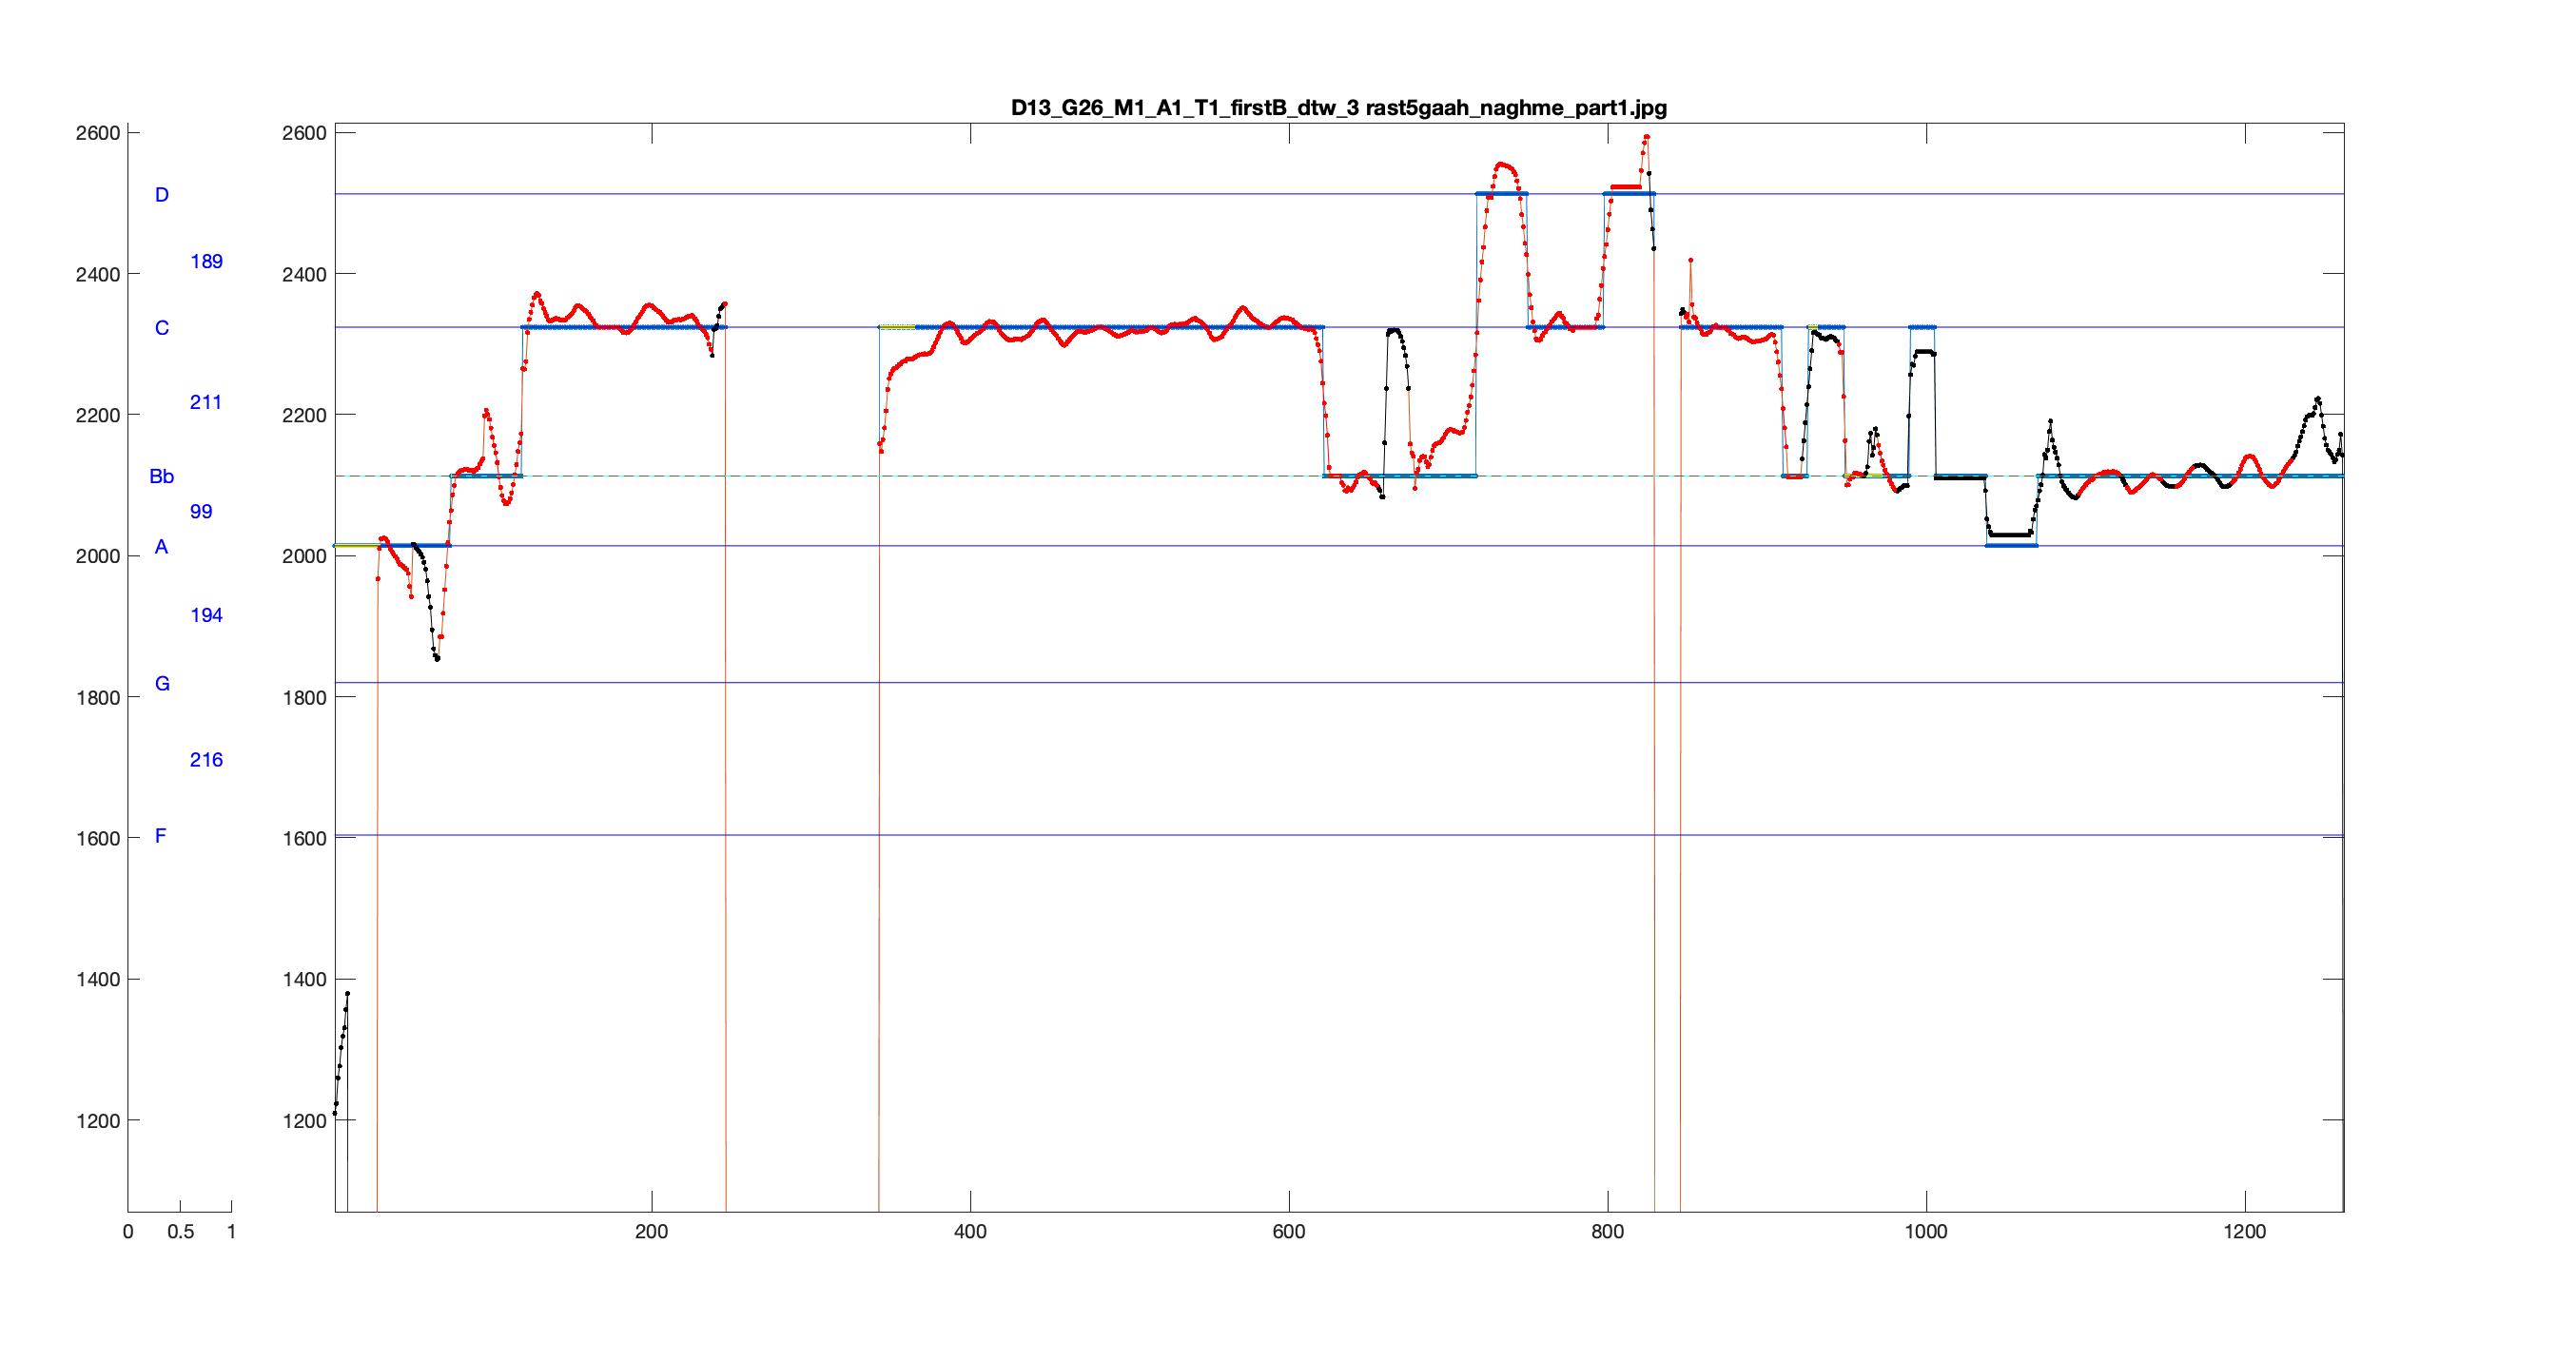 D13_G26_M1_A1_T1_firstB_dtw_3 rast5gaah_naghme_part1.jpg
2600 2600
D
189
2400 2400
C
211
2200 2200
Bb
99
A
2000 2000
194
G
1800 1800
216
F
1600 1600
1400 1400
1200 1200
0 0.5 1 200 400 600 800 1000 1200